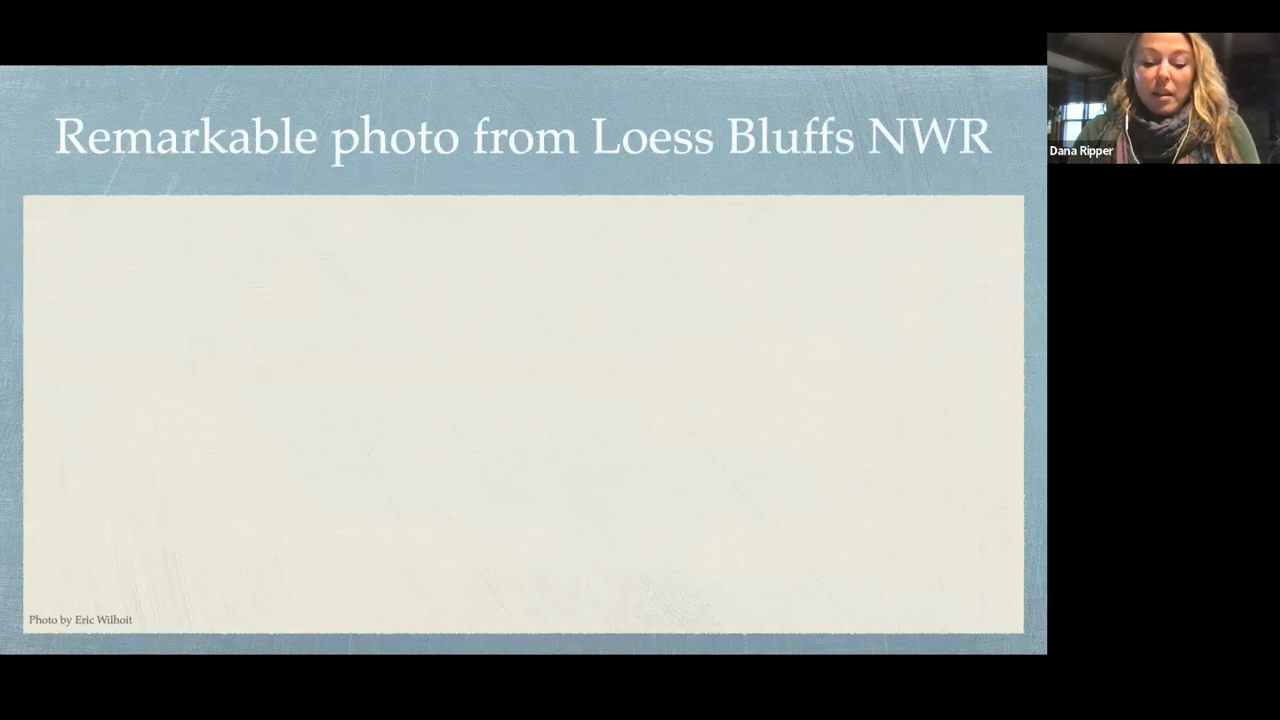 Remarkable photo from Loess Bluffs NWR
Dana Ripper
Photo by Eric Wilhoit